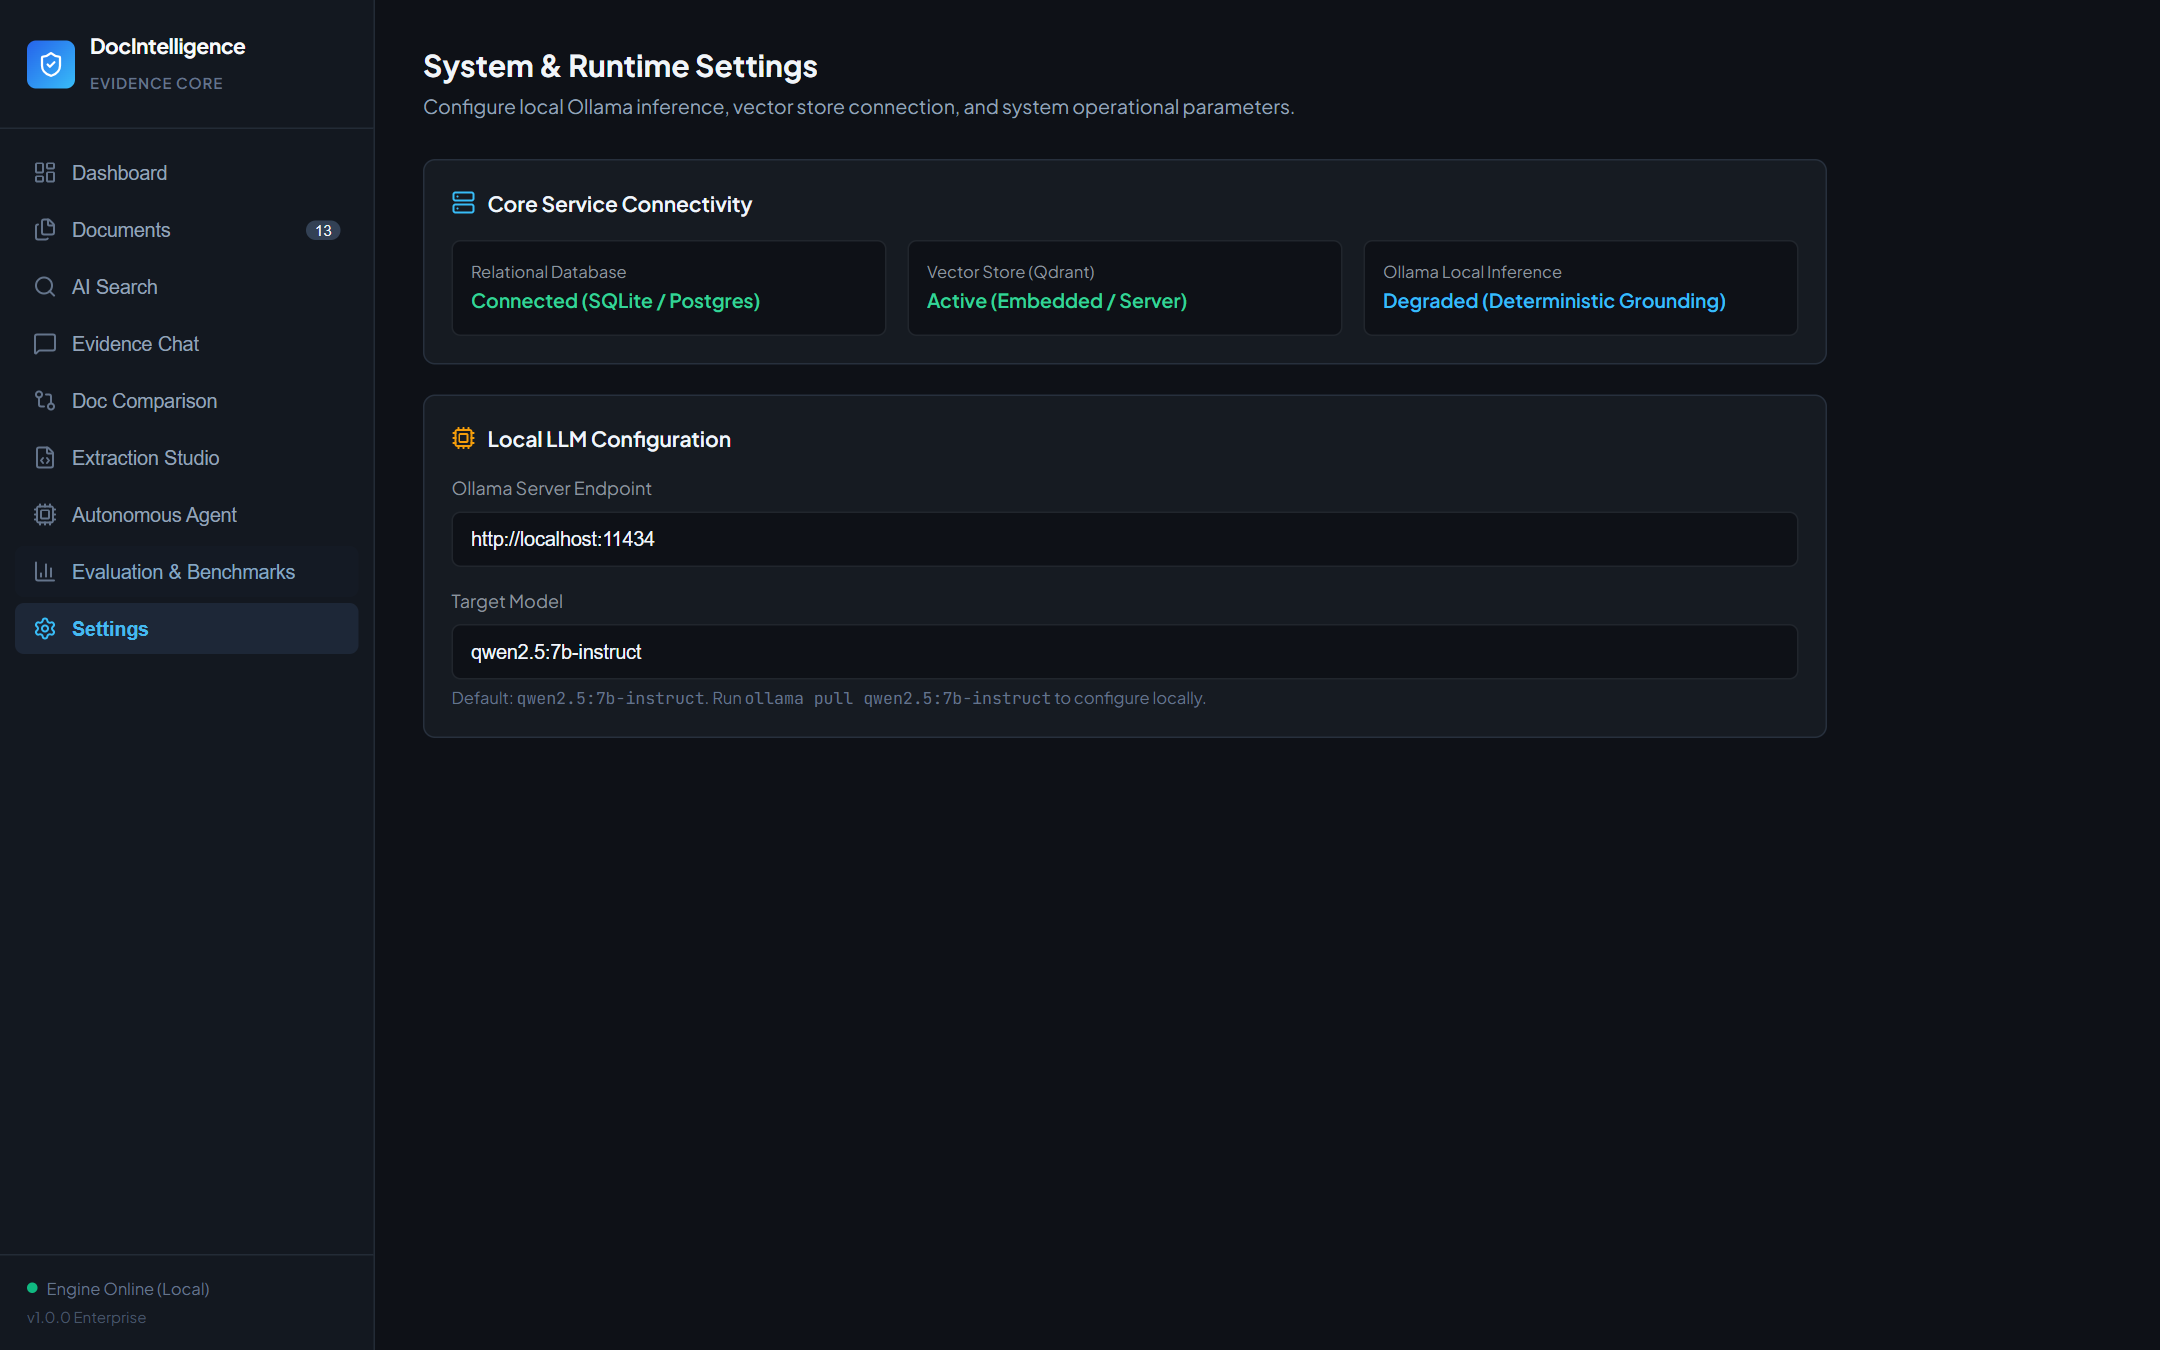 DocIntelligence
EVIDENCE CORE
Dashboard
Documents 13
AI Search
Evidence Chat
Doc Comparison
Extraction Studio
Autonomous Agent
Evaluation & Benchmarks
Settings
Engine Online (Local)
v1.0.0 Enterprise
System & Runtime Settings
Configure local Ollama inference, vector store connection, and system operational parameters.
Core Service Connectivity
Relational Database
Connected (SQLite / Postgres)
Vector Store (Qdrant)
Active (Embedded / Server)
Ollama Local Inference
Degraded (Deterministic Grounding)
Local LLM Configuration
Ollama Server Endpoint
http://localhost:11434
Target Model
qwen2.5:7b-instruct
Default: qwen2.5:7b-instruct. Run ollama pull qwen2.5:7b-instruct to configure locally.